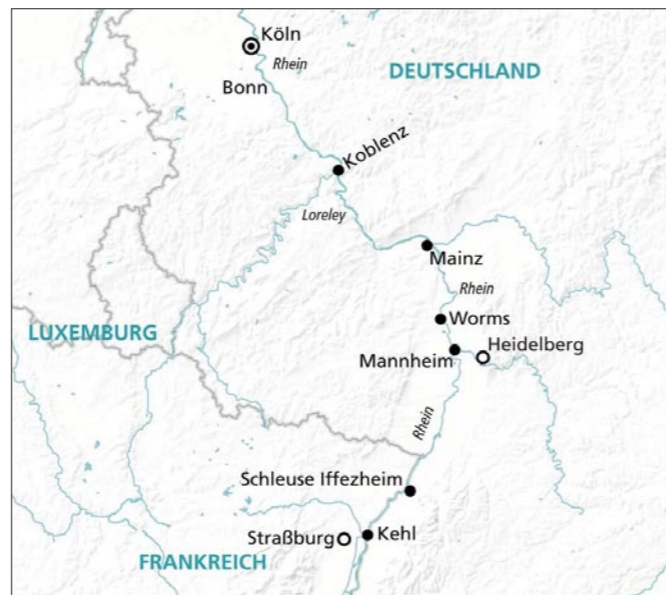 Köln
Rhein
DEUTSCHLAND
Bonn
Koblenz
Loreley
Mainz
Rhein
Worms
LUXEMBURG
Heidelberg
Mannheim
Rhein
Schleuse Iffezheim
Straßburg
Kehl
FRANKREICH